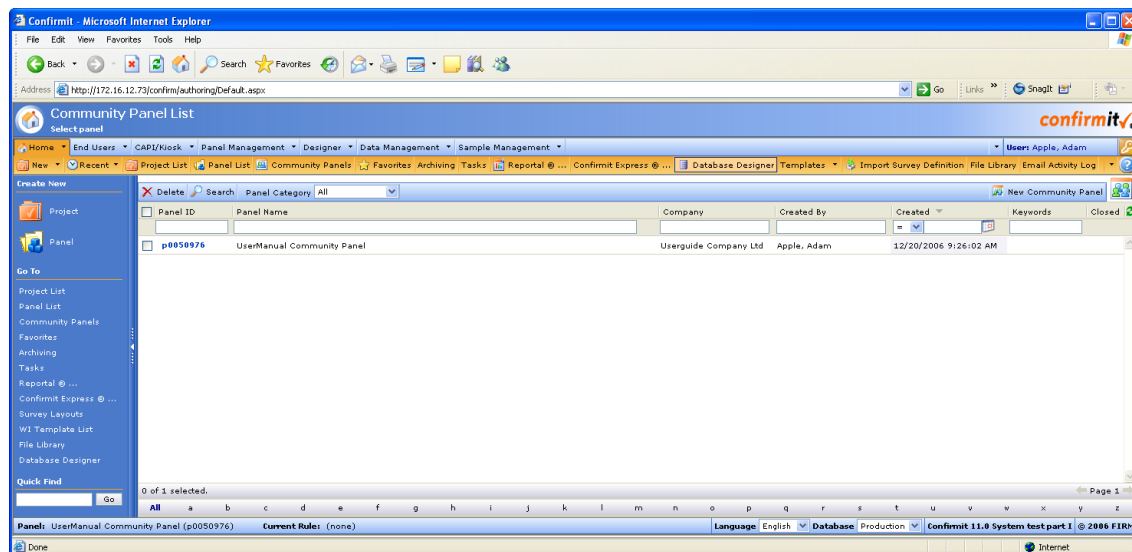 Confirmit - Microsoft Internet Explorer
File Edit View Favorites Tools Help
Back Search Favorites
Address http://172.16.12.73/confirm/authoring/Default.aspx Go Links » SnagIt
Community Panel List
Select panel
confirmit
Home End Users CAPI/Kiosk Panel Management Designer Data Management Sample Management User: Apple, Adam
New Recent Project List Panel List Community Panels Favorites Archiving Tasks Reportal ® ... Confirmit Express ® ... Database Designer Templates Import Survey Definition File Library Email Activity Log ?
Create New
Project
Panel
Go To
Project List
Panel List
Community Panels
Favorites
Archiving
Tasks
Reportal ® ...
Confirmit Express ® ...
Survey Layouts
WI Template List
File Library
Database Designer
Quick Find
Go
Delete Search Panel Category All New Community Panel
Panel ID Panel Name Company Created By Created Keywords Closed
=
p0050976 UserManual Community Panel Userguide Company Ltd Apple, Adam 12/20/2006 9:26:02 AM
0 of 1 selected. Page 1
All a b c d e f g h i j k l m n o p q r s t u v w x y z
Panel: UserManual Community Panel (p0050976) Current Rule: (none) Language English Database Production Confirmit 11.0 System test part I © 2006 FIRM
Done Internet